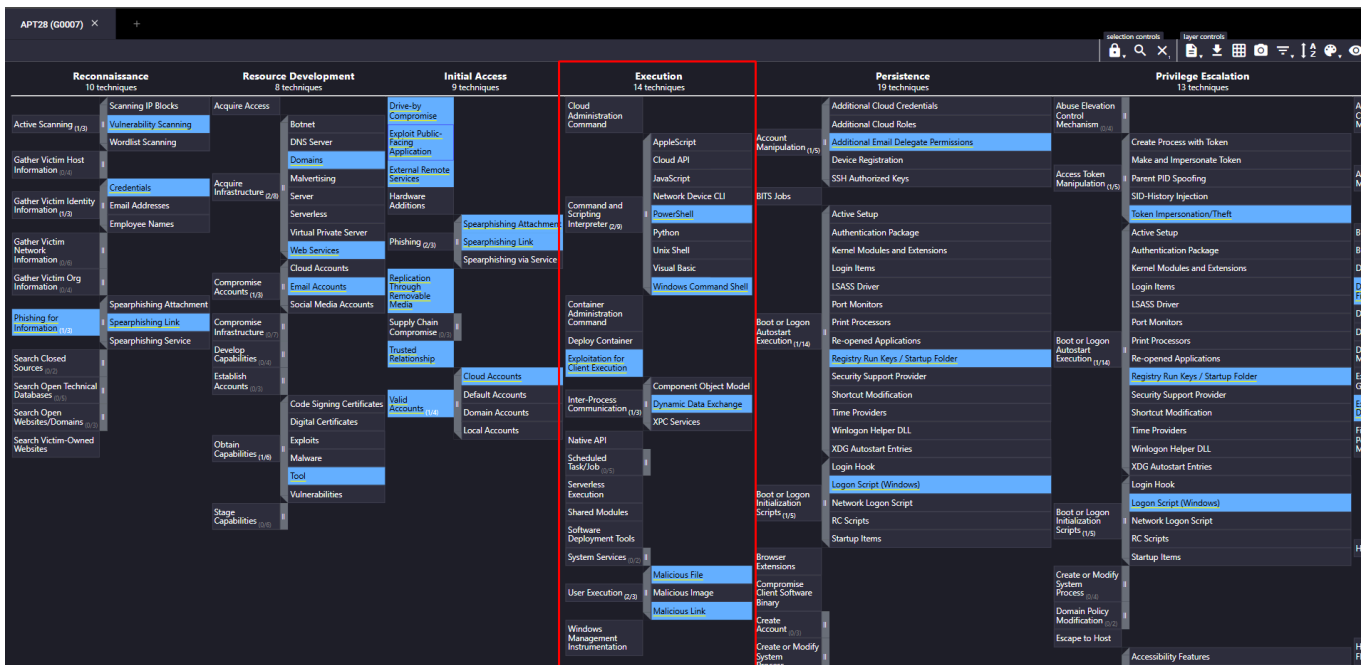 APT28 (G0007) ×
+
selection controls
layer controls
Reconnaissance
10 techniques
Active Scanning (1/3)
Scanning IP Blocks
Vulnerability Scanning
Wordlist Scanning
Gather Victim Host
Information (0/4)
Gather Victim Identity
Information (1/3)
Credentials
Email Addresses
Employee Names
Gather Victim
Network
Information (0/6)
Gather Victim Org
Information (0/4)
Phishing for
Information (1/3)
Spearphishing Attachment
Spearphishing Link
Spearphishing Service
Search Closed
Sources (0/2)
Search Open Technical
Databases (0/5)
Search Open
Websites/Domains (0/3)
Search Victim-Owned
Websites
Resource Development
8 techniques
Acquire Access
Acquire
Infrastructure (2/8)
Botnet
DNS Server
Domains
Malvertising
Server
Serverless
Virtual Private Server
Web Services
Compromise
Accounts (1/3)
Cloud Accounts
Email Accounts
Social Media Accounts
Compromise
Infrastructure (0/7)
Develop
Capabilities (0/4)
Establish
Accounts (0/3)
Obtain
Capabilities (1/6)
Code Signing Certificates
Digital Certificates
Exploits
Malware
Tool
Vulnerabilities
Stage
Capabilities (0/6)
Initial Access
9 techniques
Drive-by
Compromise
Exploit Public-
Facing
Application
External Remote
Services
Hardware
Additions
Phishing (2/3)
Spearphishing Attachment
Spearphishing Link
Spearphishing via Service
Replication
Through
Removable
Media
Supply Chain
Compromise (0/3)
Trusted
Relationship
Valid
Accounts (1/4)
Cloud Accounts
Default Accounts
Domain Accounts
Local Accounts
Execution
14 techniques
Cloud
Administration
Command
Command and
Scripting
Interpreter (2/9)
AppleScript
Cloud API
JavaScript
Network Device CLI
PowerShell
Python
Unix Shell
Visual Basic
Windows Command Shell
Container
Administration
Command
Deploy Container
Exploitation for
Client Execution
Inter-Process
Communication (1/3)
Component Object Model
Dynamic Data Exchange
XPC Services
Native API
Scheduled
Task/Job (0/5)
Serverless
Execution
Shared Modules
Software
Deployment Tools
System Services (0/2)
User Execution (2/3)
Malicious File
Malicious Image
Malicious Link
Windows
Management
Instrumentation
Persistence
19 techniques
Account
Manipulation (1/5)
Additional Cloud Credentials
Additional Cloud Roles
Additional Email Delegate Permissions
Device Registration
SSH Authorized Keys
BITS Jobs
Boot or Logon
Autostart
Execution (1/14)
Active Setup
Authentication Package
Kernel Modules and Extensions
Login Items
LSASS Driver
Port Monitors
Print Processors
Re-opened Applications
Registry Run Keys / Startup Folder
Security Support Provider
Shortcut Modification
Time Providers
Winlogon Helper DLL
XDG Autostart Entries
Boot or Logon
Initialization
Scripts (1/5)
Login Hook
Logon Script (Windows)
Network Logon Script
RC Scripts
Startup Items
Browser
Extensions
Compromise
Client Software
Binary
Create
Account (0/3)
Create or Modify
System
Privilege Escalation
13 techniques
Abuse Elevation
Control
Mechanism (0/4)
Access Token
Manipulation (1/5)
Create Process with Token
Make and Impersonate Token
Parent PID Spoofing
SID-History Injection
Token Impersonation/Theft
Boot or Logon
Autostart
Execution (1/14)
Active Setup
Authentication Package
Kernel Modules and Extensions
Login Items
LSASS Driver
Port Monitors
Print Processors
Re-opened Applications
Registry Run Keys / Startup Folder
Security Support Provider
Shortcut Modification
Time Providers
Winlogon Helper DLL
XDG Autostart Entries
Boot or Logon
Initialization
Scripts (1/5)
Login Hook
Logon Script (Windows)
Network Logon Script
RC Scripts
Startup Items
Create or Modify
System
Process (0/4)
Domain Policy
Modification (0/2)
Escape to Host
Accessibility Features